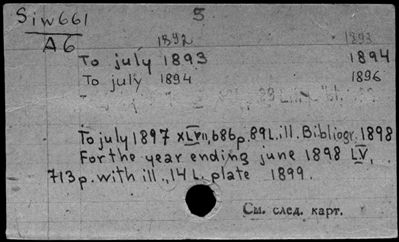 Siw661
A6
5
1892 1893
To july 1893 1894
To july 1894 1896
To july 1897 XLVII, 686p. 89L. ill. Bibliogr. 1898
For the year ending june 1898 LV,
713p. with ill., 14 L. plate 1899.
См. след. карт.